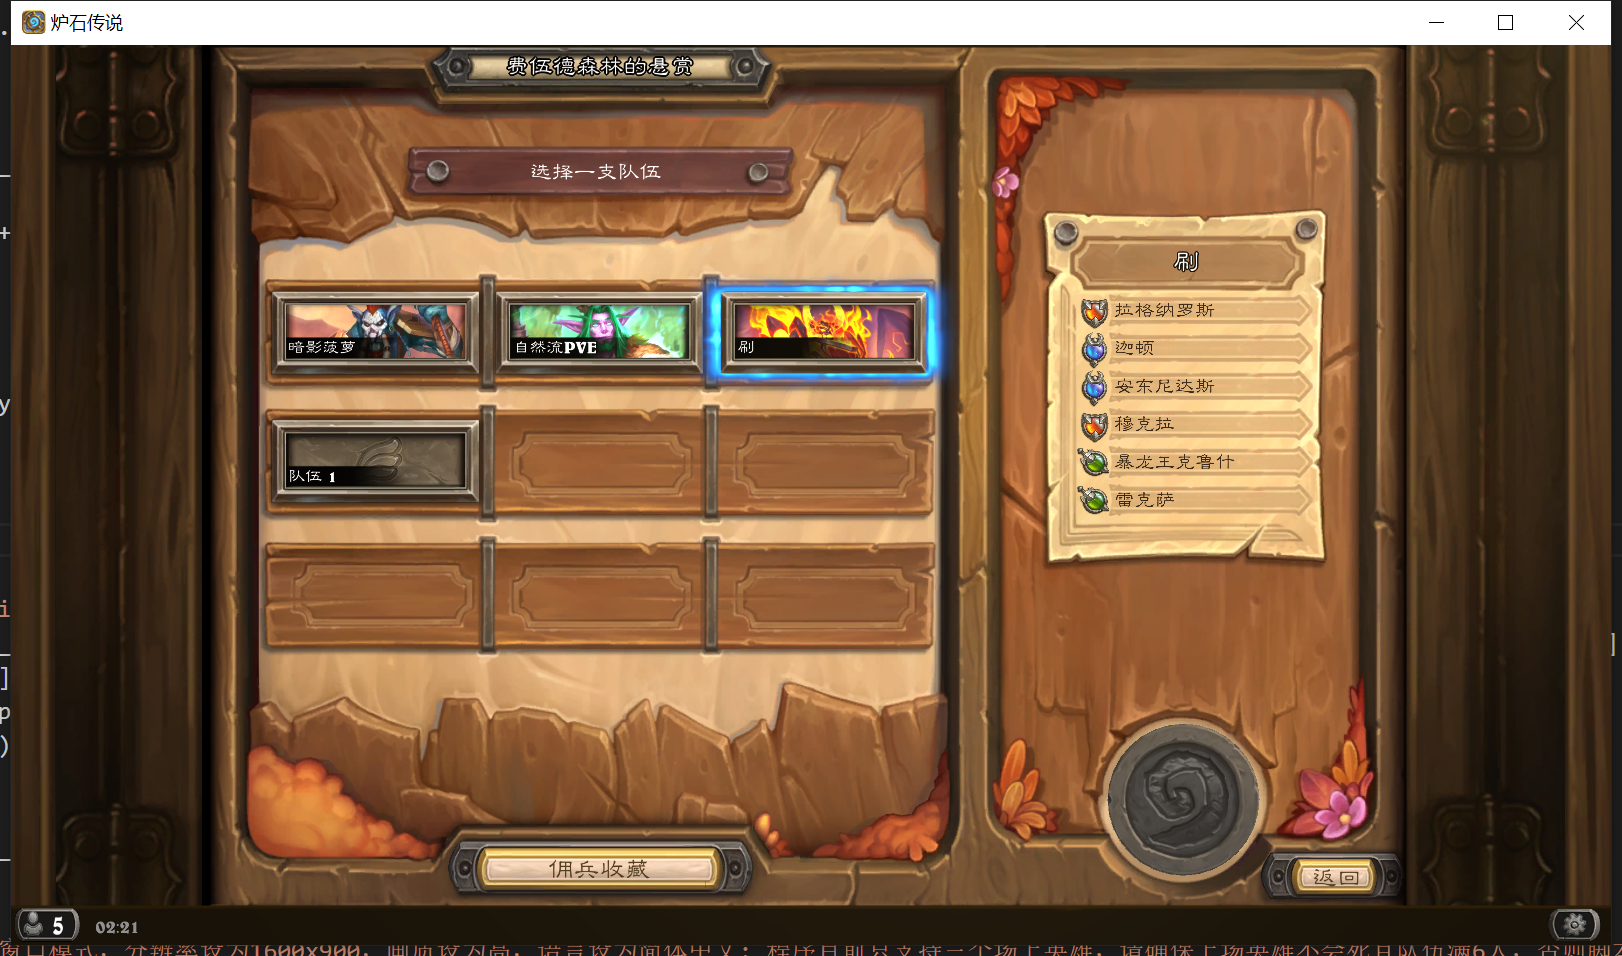 炉石传说
费伍德森林的悬赏
选择一支队伍
暗影菠萝
自然流PVE
刷
队伍 1
佣兵收藏
刷
拉格纳罗斯
迦顿
安东尼达斯
穆克拉
暴龙王克鲁什
雷克萨
返回
5
02:21